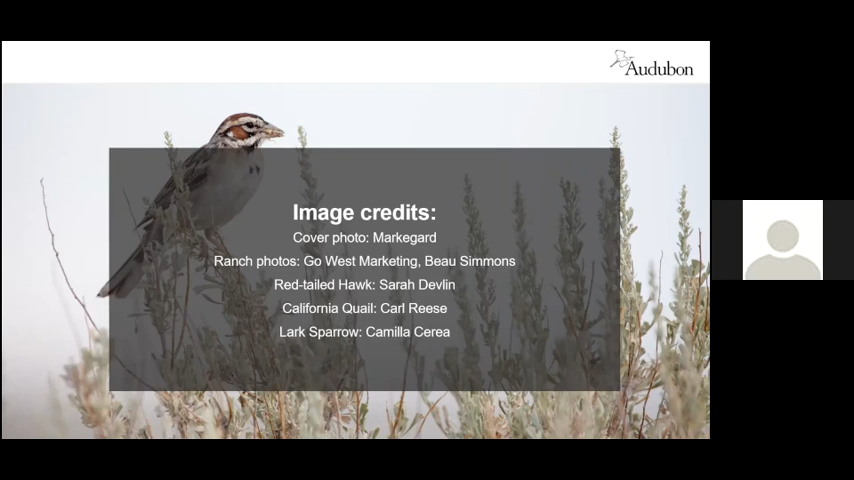 Audubon
Image credits:
Cover photo: Markegard
Ranch photos: Go West Marketing, Beau Simmons
Red-tailed Hawk: Sarah Devlin
California Quail: Carl Reese
Lark Sparrow: Camilla Cerea